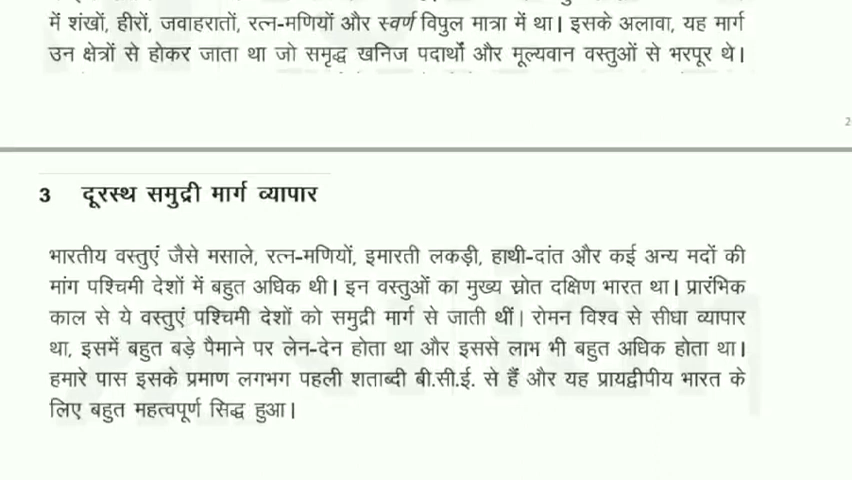 में शंखों, हीरों, जवाहरातों, रत्न-मणियों और स्वर्ण विपुल मात्रा में था। इसके अलावा, यह मार्ग
उन क्षेत्रों से होकर जाता था जो समृद्ध खनिज पदार्थों और मूल्यवान वस्तुओं से भरपूर थे।
2
3 दूरस्थ समुद्री मार्ग व्यापार
भारतीय वस्तुएं जैसे मसाले, रत्न-मणियों, इमारती लकड़ी, हाथी-दांत और कई अन्य मदों की
मांग पश्चिमी देशों में बहुत अधिक थी। इन वस्तुओं का मुख्य स्रोत दक्षिण भारत था। प्रारंभिक
काल से ये वस्तुएं पश्चिमी देशों को समुद्री मार्ग से जाती थीं। रोमन विश्व से सीधा व्यापार
था, इसमें बहुत बड़े पैमाने पर लेन-देन होता था और इससे लाभ भी बहुत अधिक होता था।
हमारे पास इसके प्रमाण लगभग पहली शताब्दी बी.सी.ई. से हैं और यह प्रायद्वीपीय भारत के
लिए बहुत महत्वपूर्ण सिद्ध हुआ।